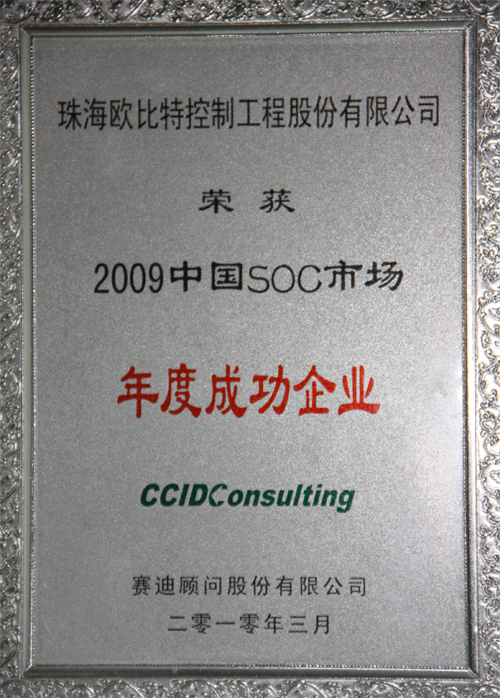 珠海欧比特控制工程股份有限公司
荣获
2009中国SOC市场
年度成功企业
CCIDConsulting
赛迪顾问股份有限公司
二零一零年三月